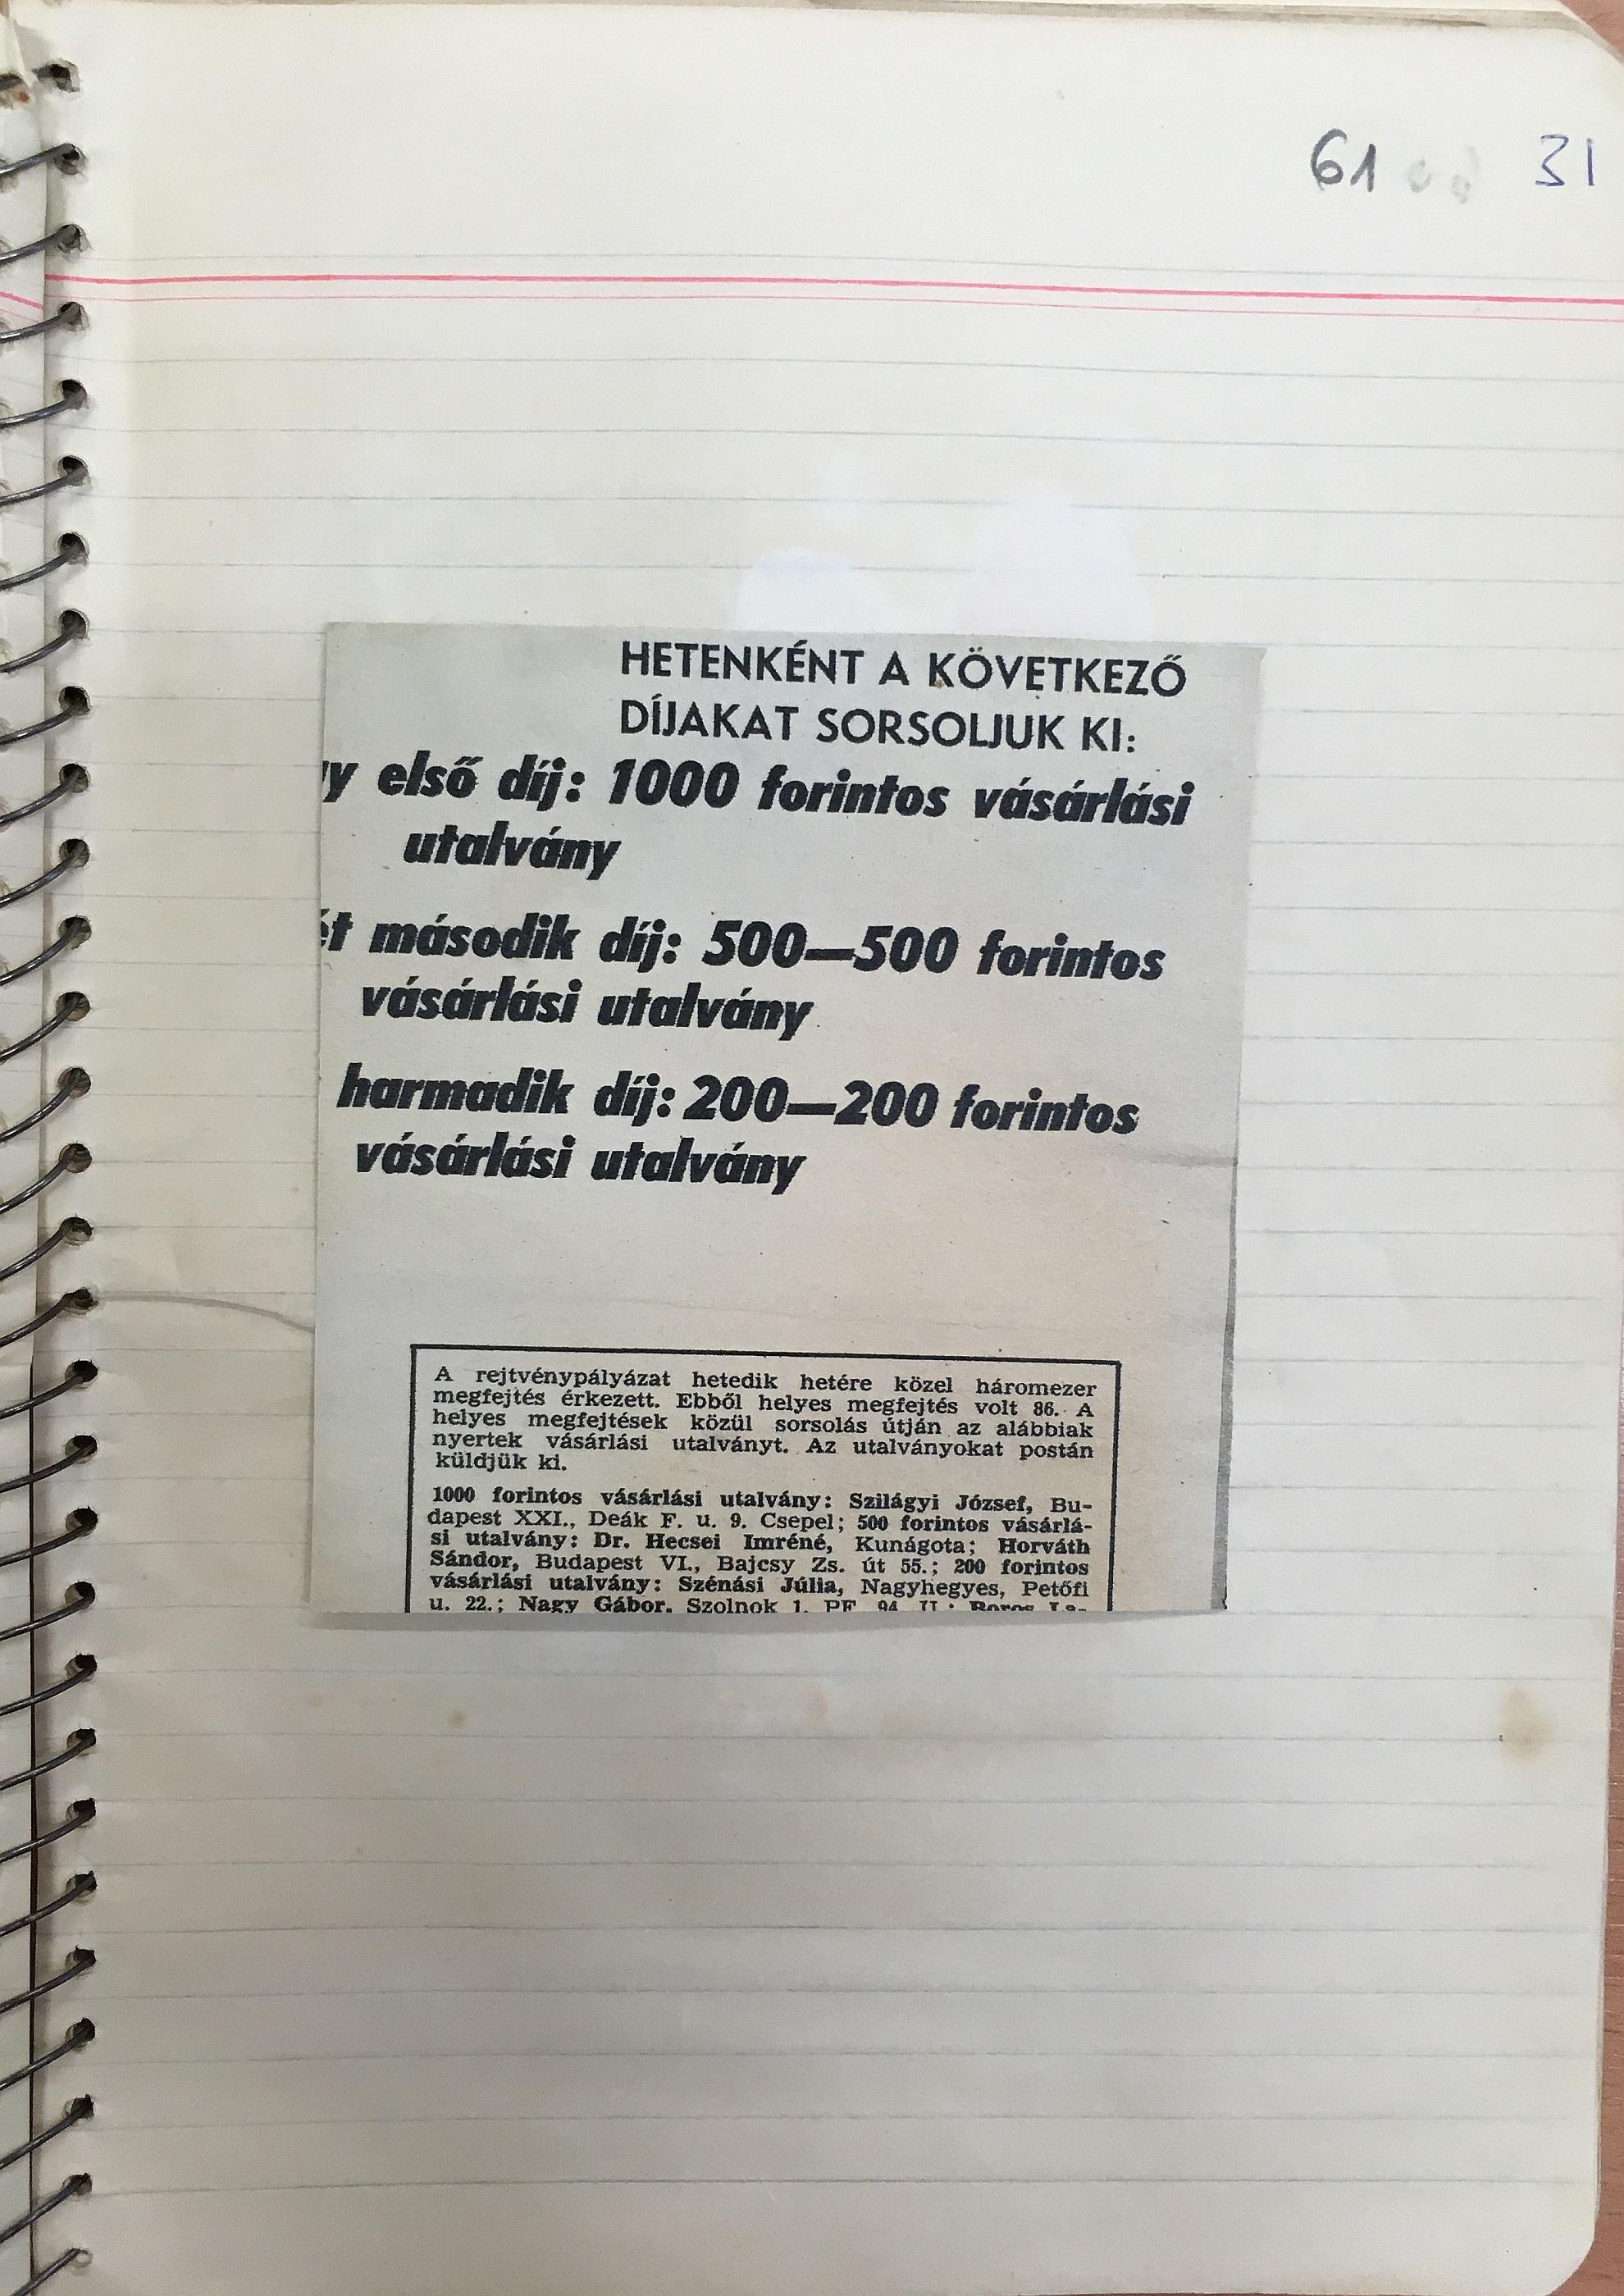 61 31
HETENKÉNT A KÖVETKEZŐ
DÍJAKAT SORSOLJUK KI:
y első díj: 1000 forintos vásárlási
utalvány
ét második díj: 500—500 forintos
vásárlási utalvány
harmadik díj: 200—200 forintos
vásárlási utalvány
A rejtvénypályázat hetedik hetére közel háromezer
megfejtés érkezett. Ebből helyes megfejtés volt 86. A
helyes megfejtések közül sorsolás útján az alábbiak
nyertek vásárlási utalványt. Az utalványokat postán
küldjük ki.
1000 forintos vásárlási utalvány: Szilágyi József, Bu-
dapest XXI., Deák F. u. 9. Csepel; 500 forintos vásárlá-
si utalvány: Dr. Hecsei Imréné, Kunágota; Horváth
Sándor, Budapest VI., Bajcsy Zs. út 55.; 200 forintos
vásárlási utalvány: Szénási Júlia, Nagyhegyes, Petőfi
u. 22.; Nagy Gábor, Szolnok 1. PF. 94. II.; Boros La-